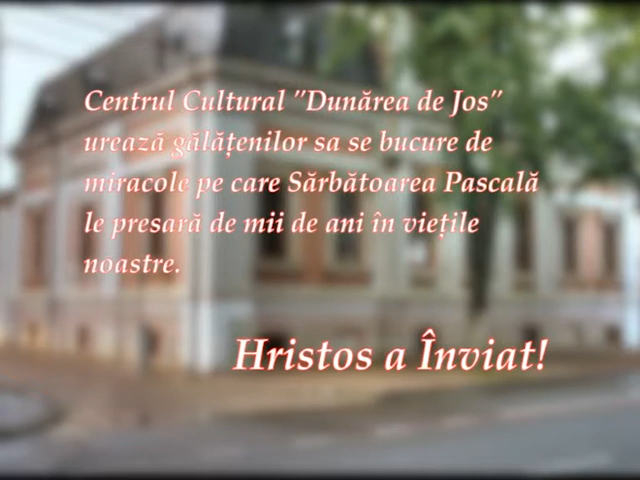 Centrul Cultural "Dunărea de Jos"
urează gălățenilor sa se bucure de
miracole pe care Sărbătoarea Pascală
le presară de mii de ani în viețile
noastre.
Hristos a Înviat!